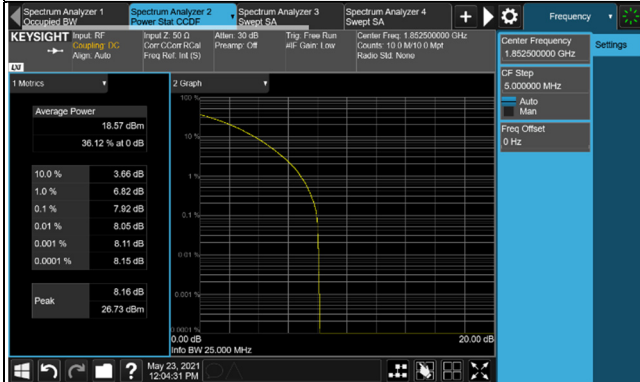 Spectrum Analyzer 1
Occupied BW
Spectrum Analyzer 2
Power Stat CCDF
Spectrum Analyzer 3
Swept SA
Spectrum Analyzer 4
Swept SA
+
Frequency
KEYSIGHT
LXI
Input: RF
Coupling: DC
Align: Auto
Input Z: 50 Ω
Corr CCorr RCal
Freq Ref: Int (S)
Atten: 30 dB
Preamp: Off
Trig: Free Run
#IF Gain: Low
Center Freq: 1.852500000 GHz
Counts: 10.0 M/10.0 Mpt
Radio Std: None
Center Frequency
1.852500000 GHz
Settings
CF Step
5.000000 MHz
Auto
Man
Freq Offset
0 Hz
1 Metrics
Average Power
18.57 dBm
36.12 % at 0 dB
10.0 % 3.66 dB
1.0 % 6.82 dB
0.1 % 7.92 dB
0.01 % 8.05 dB
0.001 % 8.11 dB
0.0001 % 8.15 dB
Peak 8.16 dB
26.73 dBm
2 Graph
100 %
10 %
1 %
0.1 %
0.01 %
0.001 %
0.0001 %
0.00 dB 20.00 dB
Info BW 25.000 MHz
?
May 23, 2021
12:04:31 PM